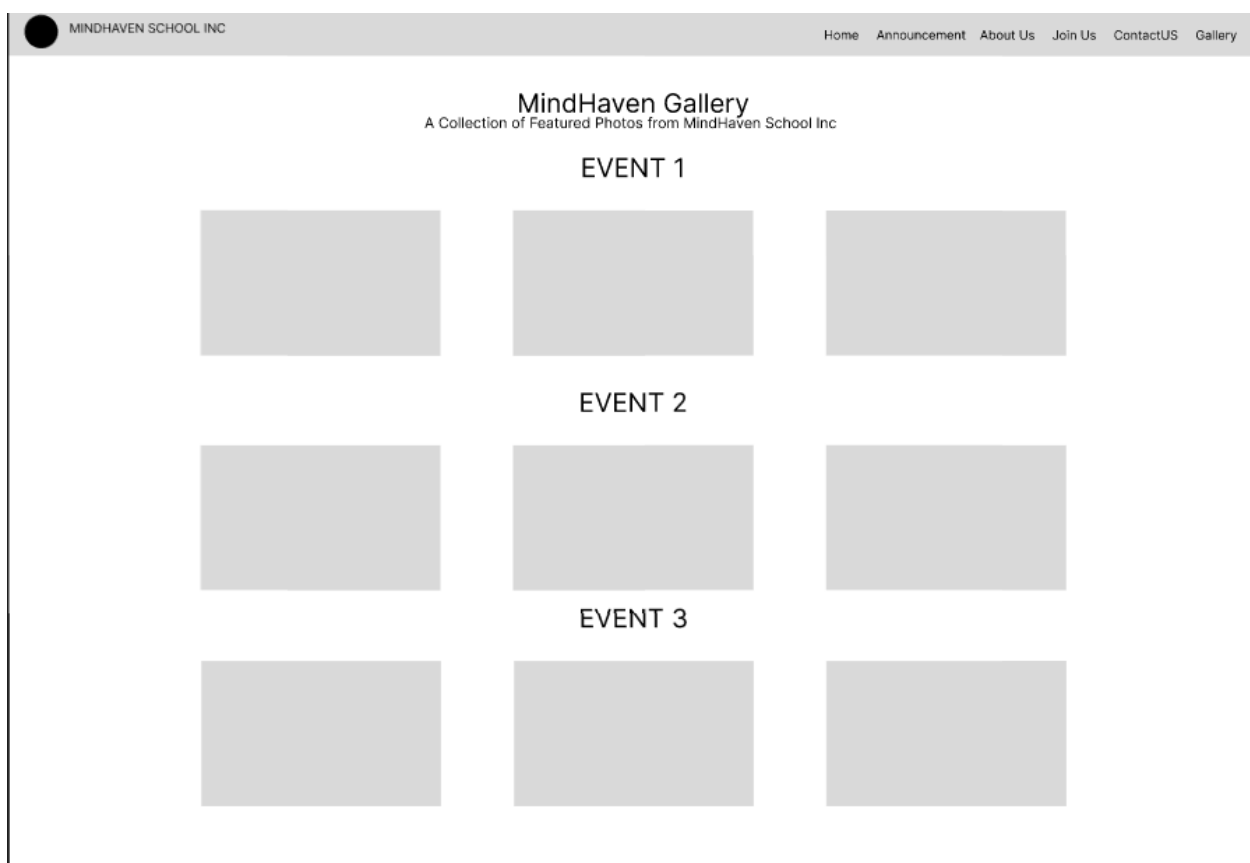 MINDHAVEN SCHOOL INC
Home Announcement About Us Join Us ContactUS Gallery
MindHaven Gallery
A Collection of Featured Photos from MindHaven School Inc
EVENT 1
EVENT 2
EVENT 3